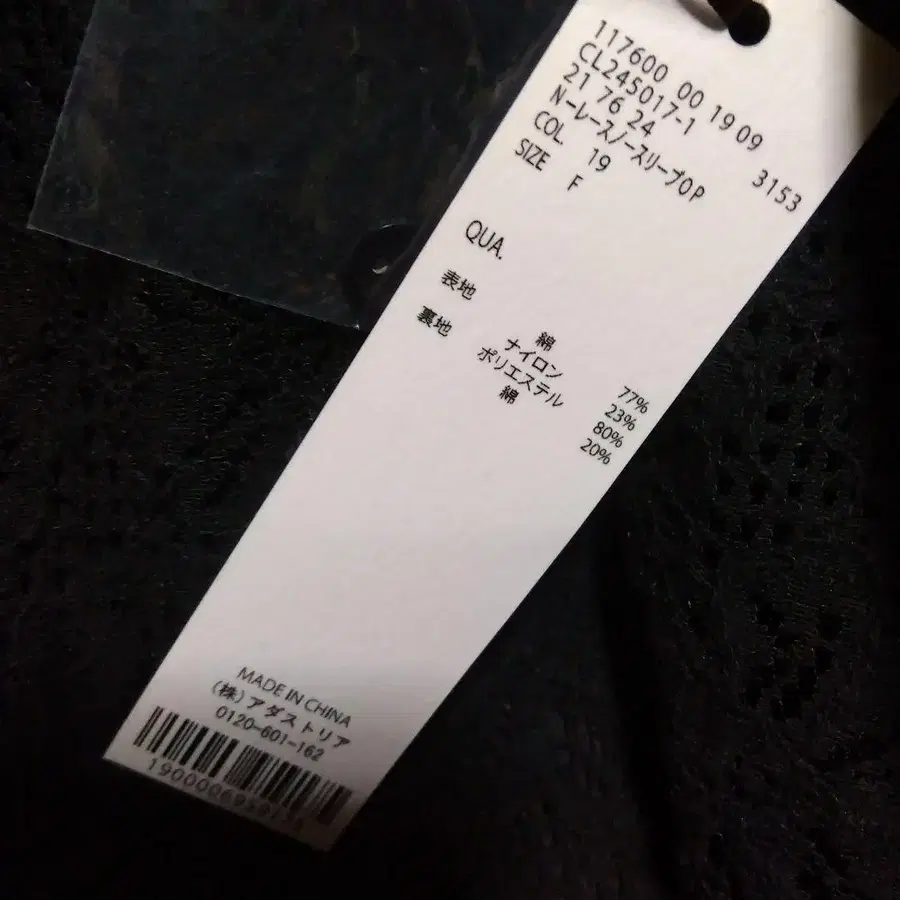 117600 00 19 09
CL245017-1 3153
21 76 24
N-レースノースリーブOP
COL. 19
SIZE F
QUA.
表地 綿 77%
ナイロン 23%
裏地 ポリエステル 80%
綿 20%
MADE IN CHINA
(株)アダストリア
0120-601-162